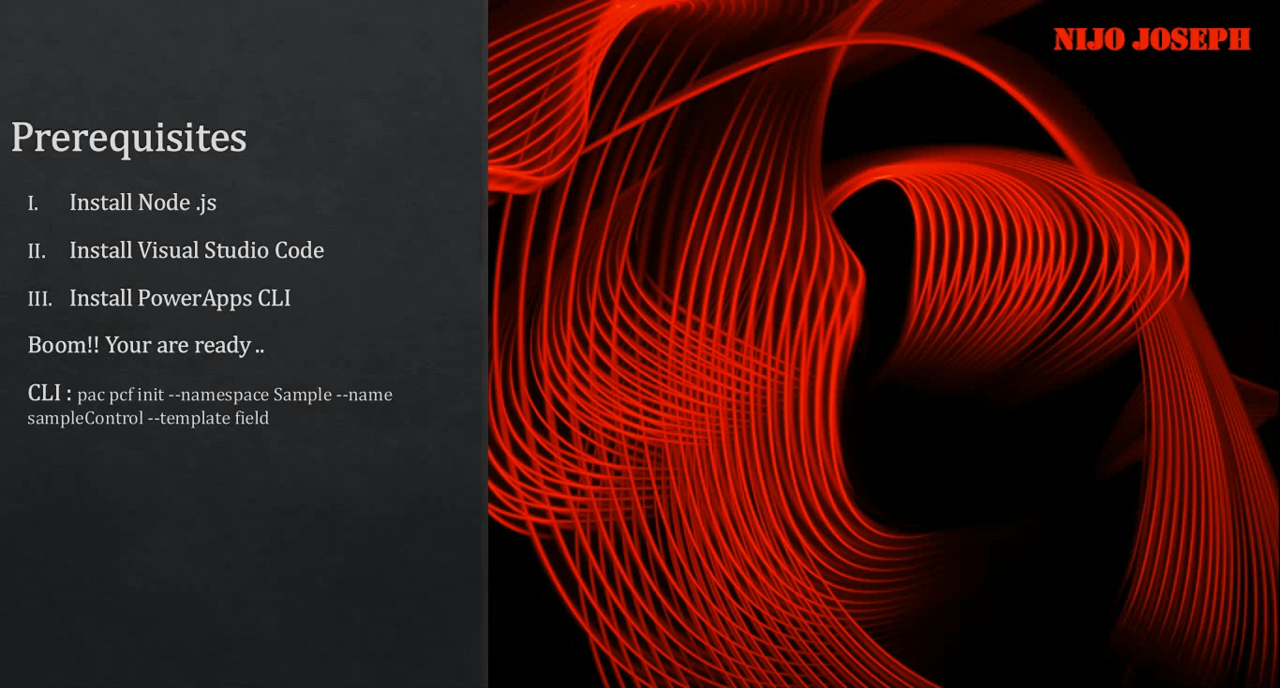 NIJO JOSEPH
Prerequisites
I. Install Node .js
II. Install Visual Studio Code
III. Install PowerApps CLI
Boom!! Your are ready ..
CLI : pac pcf init --namespace Sample --name
sampleControl --template field